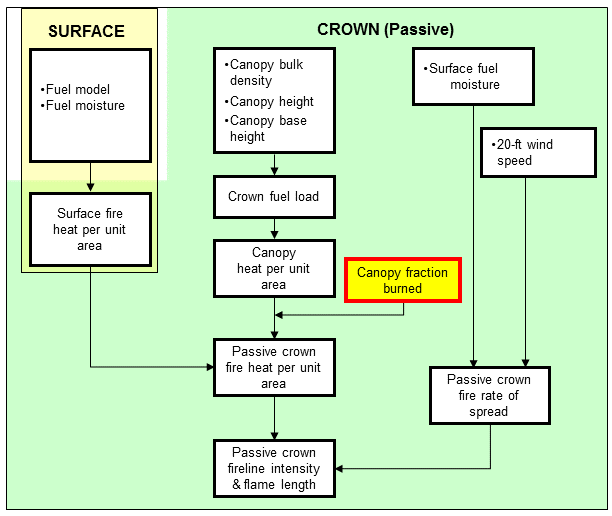 SURFACE
CROWN (Passive)
•Fuel model
•Fuel moisture
•Canopy bulk
density
•Canopy height
•Canopy base
height
•Surface fuel
moisture
•20-ft wind
speed
Surface fire
heat per unit
area
Crown fuel load
Canopy
heat per unit
area
Canopy fraction
burned
Passive crown
fire heat per unit
area
Passive crown
fire rate of
spread
Passive crown
fireline intensity
& flame length